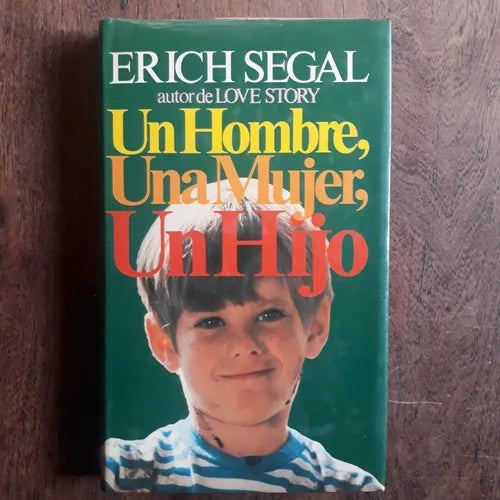 ERICH SEGAL
autor de LOVE STORY
Un Hombre,
Una Mujer,
Un Hijo